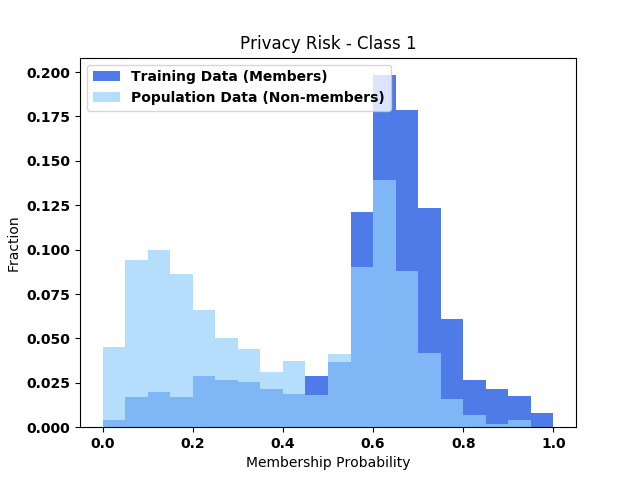 Privacy Risk - Class 1
Training Data (Members)
Population Data (Non-members)
0.200
0.175
0.150
0.125
0.100
0.075
0.050
0.025
0.000
Fraction
0.0 0.2 0.4 0.6 0.8 1.0
Membership Probability